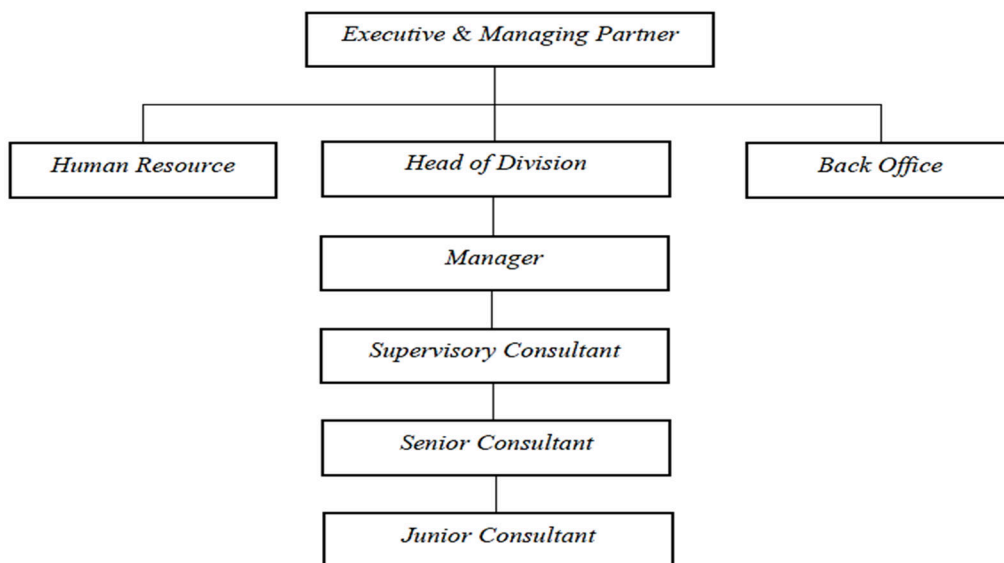 Executive & Managing Partner
Human Resource
Head of Division
Back Office
Manager
Supervisory Consultant
Senior Consultant
Junior Consultant